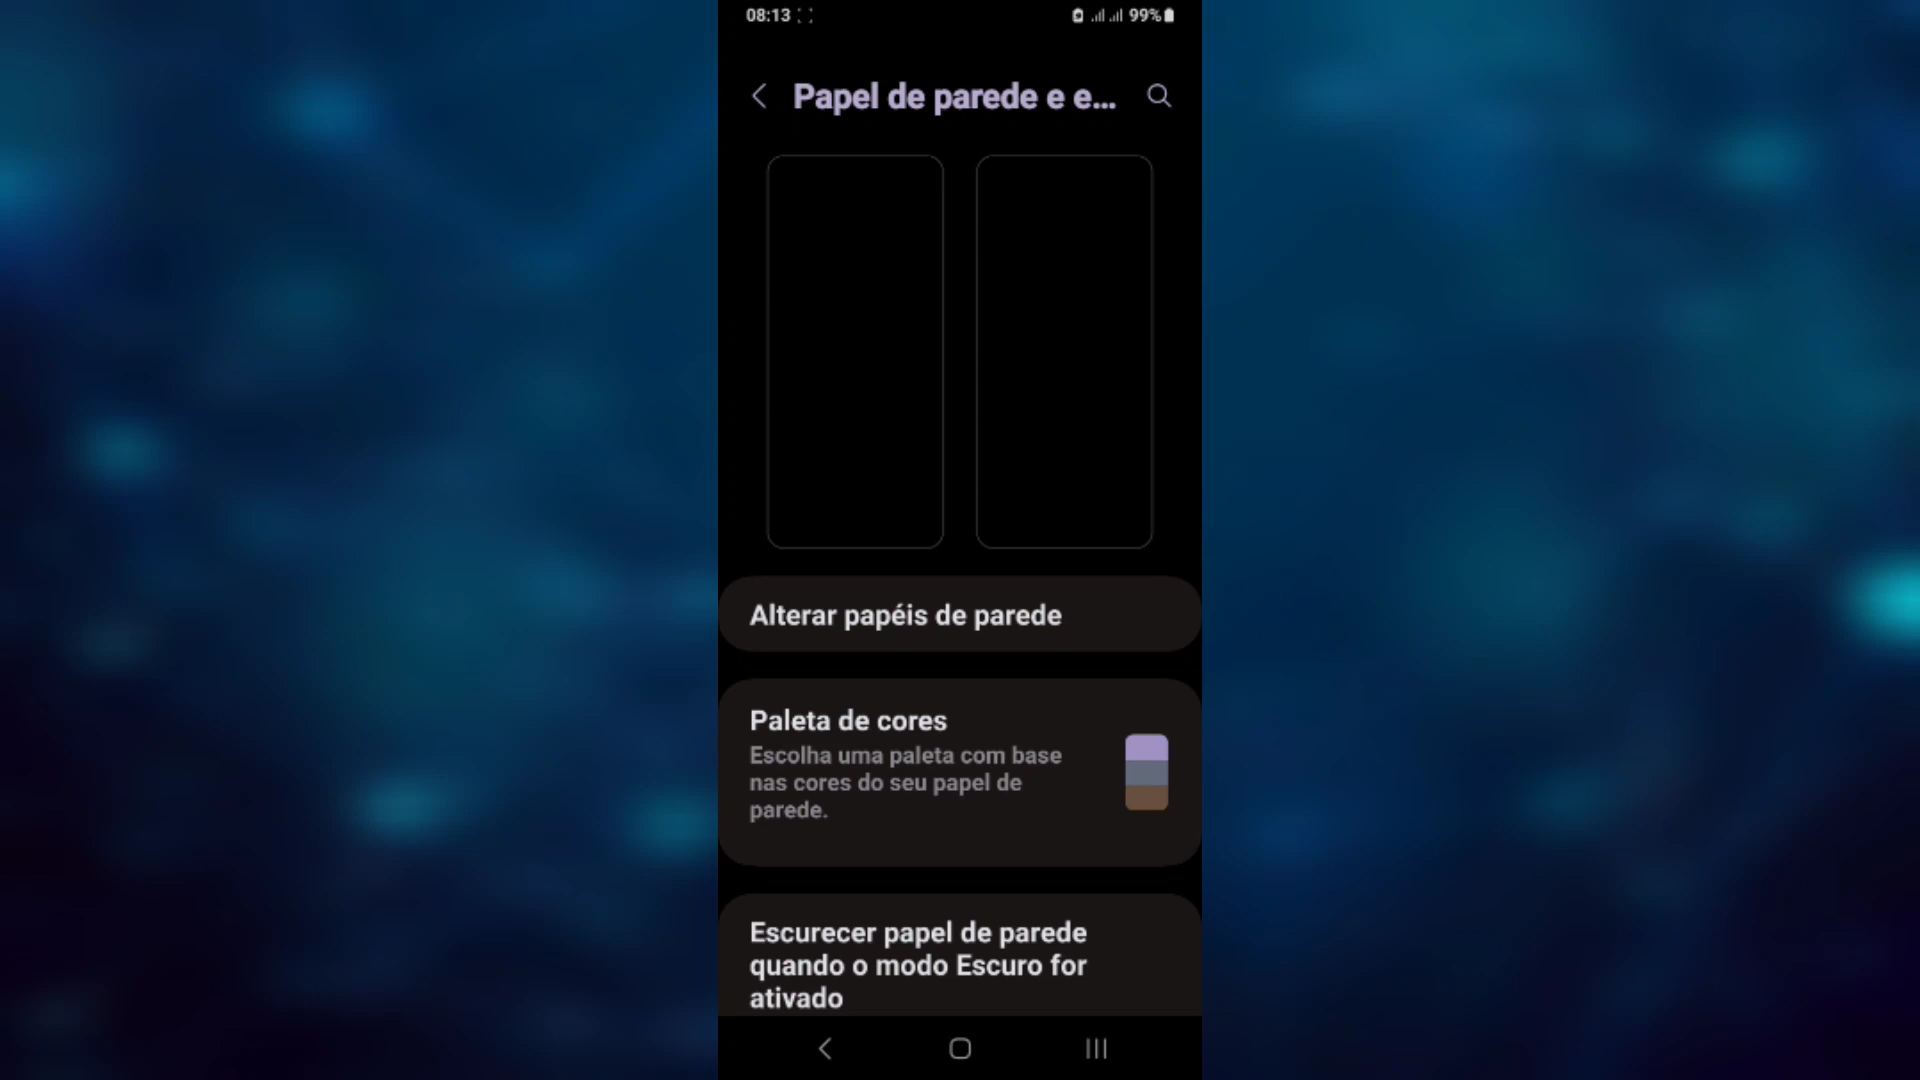 08:13
99%
Papel de parede e e...
Alterar papéis de parede
Paleta de cores
Escolha uma paleta com base
nas cores do seu papel de
parede.
Escurecer papel de parede
quando o modo Escuro for
ativado